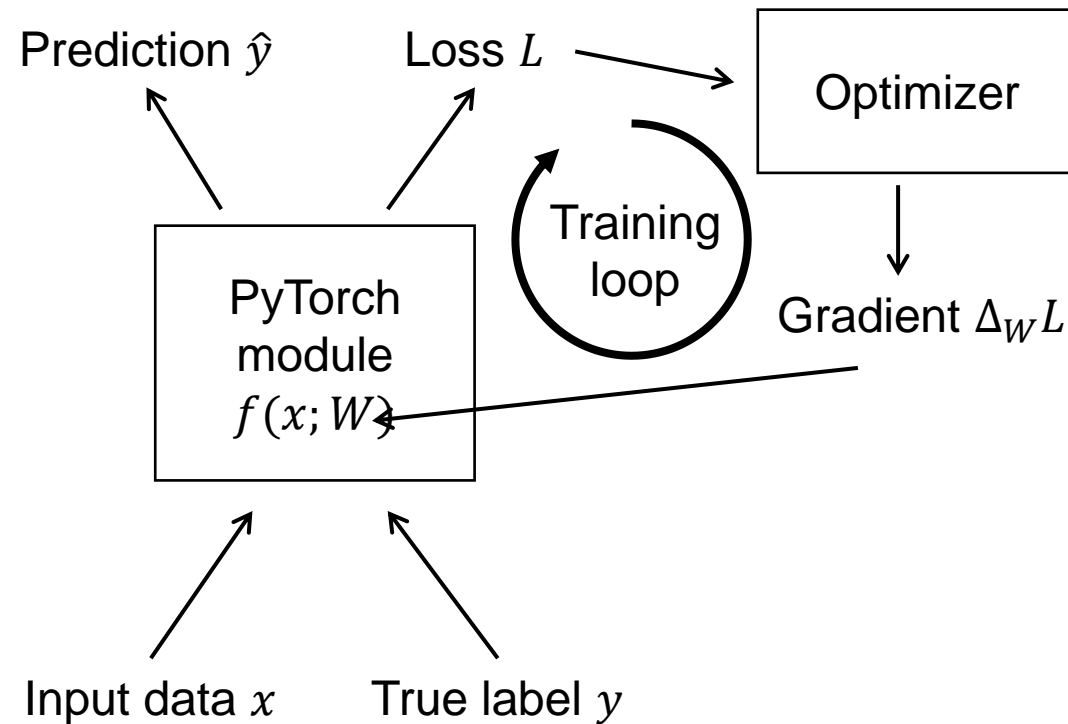 Prediction ŷ
Loss L
Optimizer
Training
loop
PyTorch
module
f(x; W)
Gradient Δ_W L
Input data x
True label y